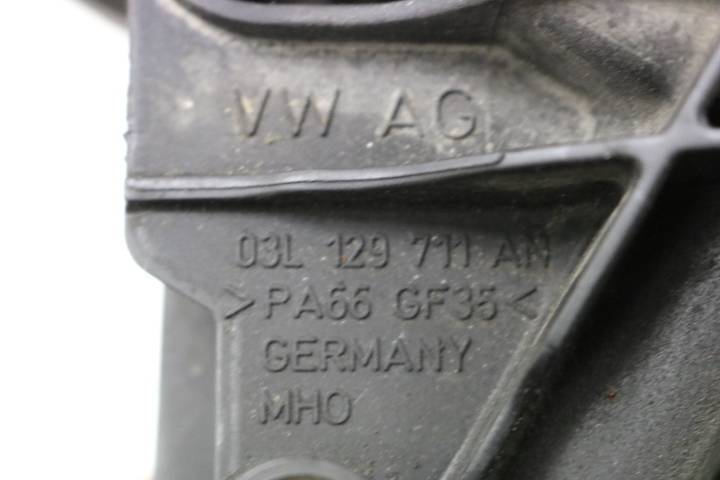 VW AG
03L 129 711 AN
>PA66 GF35<
GERMANY
MHO